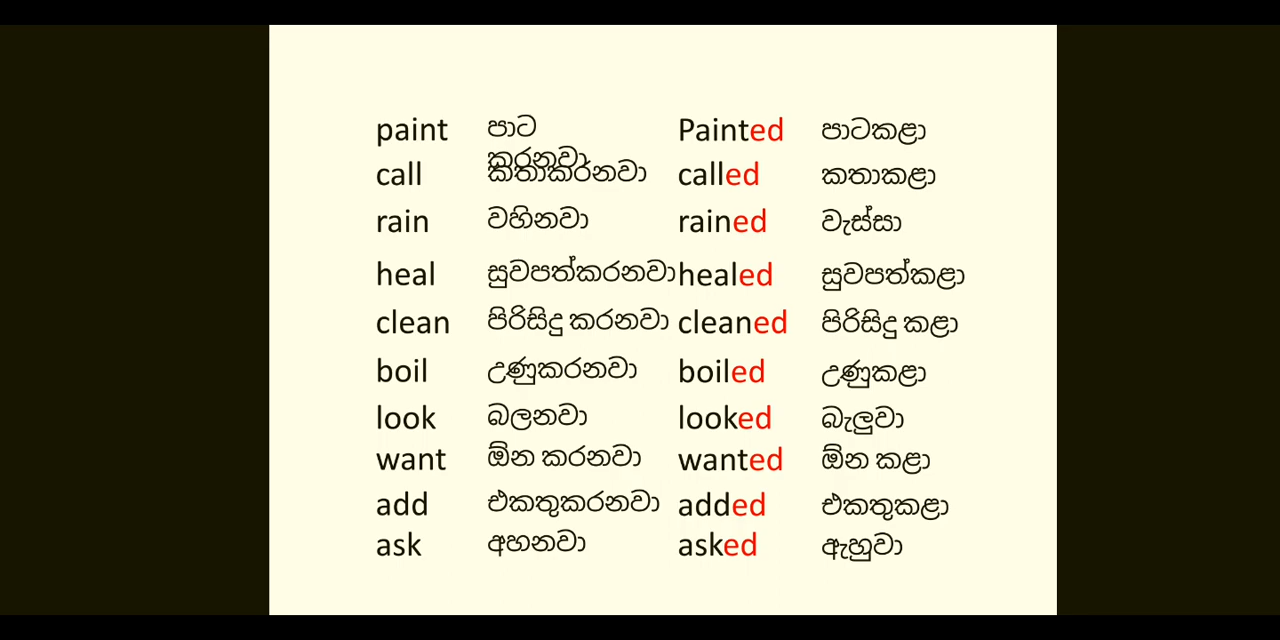 paint පාට කරනවා Painted පාටකළා
call කතාකරනවා called කතාකළා
rain වහිනවා rained වැස්සා
heal සුවපත්කරනවා healed සුවපත්කළා
clean පිරිසිදු කරනවා cleaned පිරිසිදු කළා
boil උණුකරනවා boiled උණුකළා
look බලනවා looked බැලුවා
want ඕන කරනවා wanted ඕන කළා
add එකතුකරනවා added එකතුකළා
ask අහනවා asked ඇහුවා